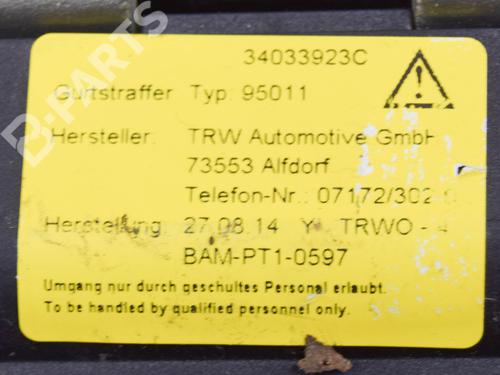 34033923C
Gurtstraffer Typ: 95011
Hersteller: TRW Automotive GmbH
73553 Alfdorf
Telefon-Nr.: 07172/302
Herstellung 27.08.14 Y TRWO - 4
BAM-PT1-0597
Umgang nur durch geschultes Personal erlaubt.
To be handled by qualified personnel only.
B-PARTS